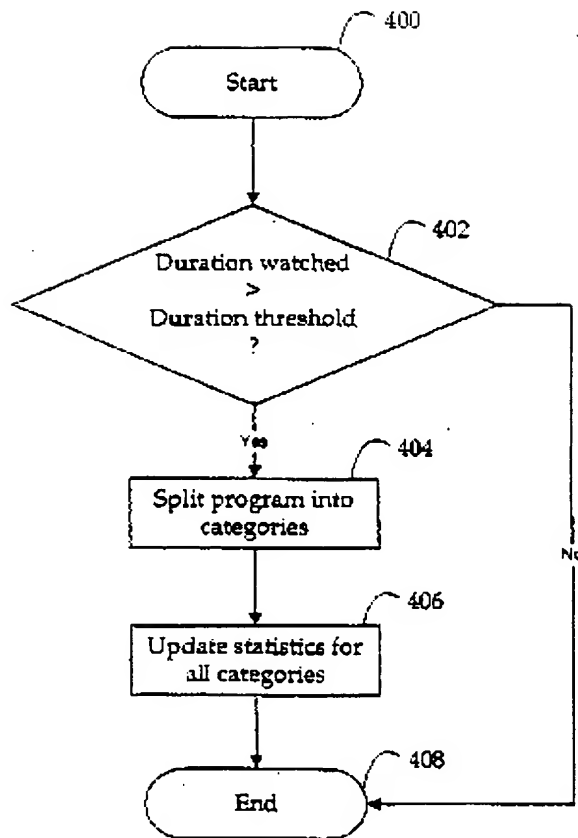 400
Start
402
Duration watched
>
Duration threshold
?
Yes
404
Split program into
categories
No
406
Update statistics for
all categories
408
End